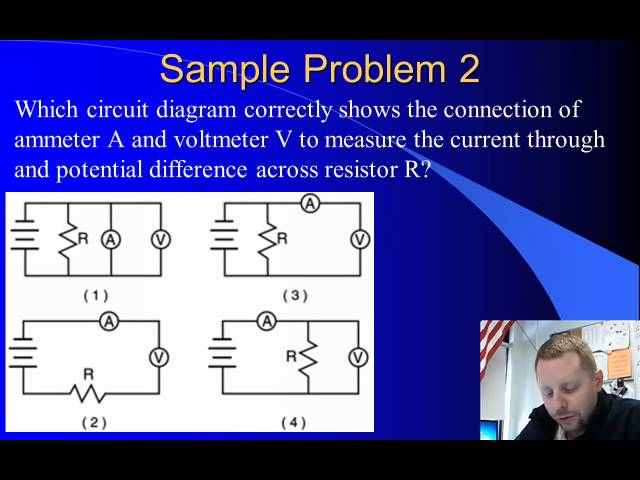 Sample Problem 2
Which circuit diagram correctly shows the connection of
ammeter A and voltmeter V to measure the current through
and potential difference across resistor R?
R A V
(1)
A
R V
(3)
A
V
R
(2)
A
R V
(4)